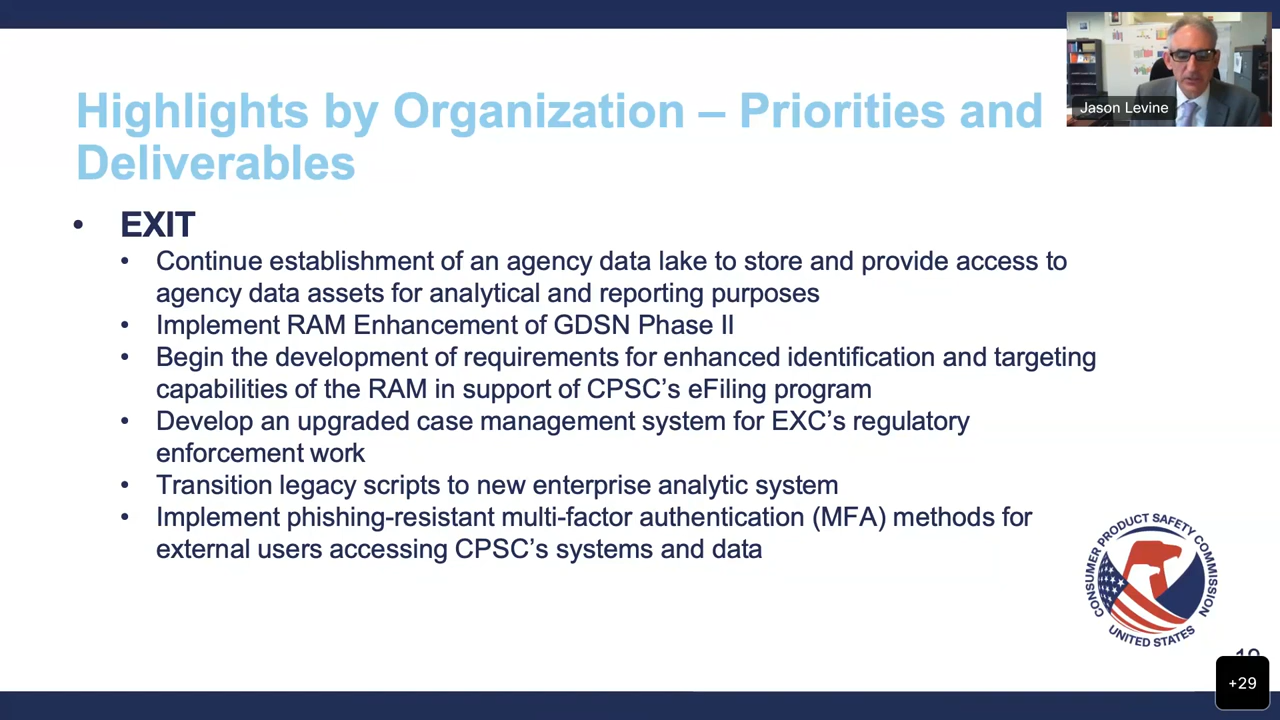 Highlights by Organization – Priorities and
Deliverables
Jason Levine
• EXIT
• Continue establishment of an agency data lake to store and provide access to
agency data assets for analytical and reporting purposes
• Implement RAM Enhancement of GDSN Phase II
• Begin the development of requirements for enhanced identification and targeting
capabilities of the RAM in support of CPSC’s eFiling program
• Develop an upgraded case management system for EXC’s regulatory
enforcement work
• Transition legacy scripts to new enterprise analytic system
• Implement phishing-resistant multi-factor authentication (MFA) methods for
external users accessing CPSC’s systems and data
CONSUMER PRODUCT SAFETY COMMISSION
UNITED STATES
+29